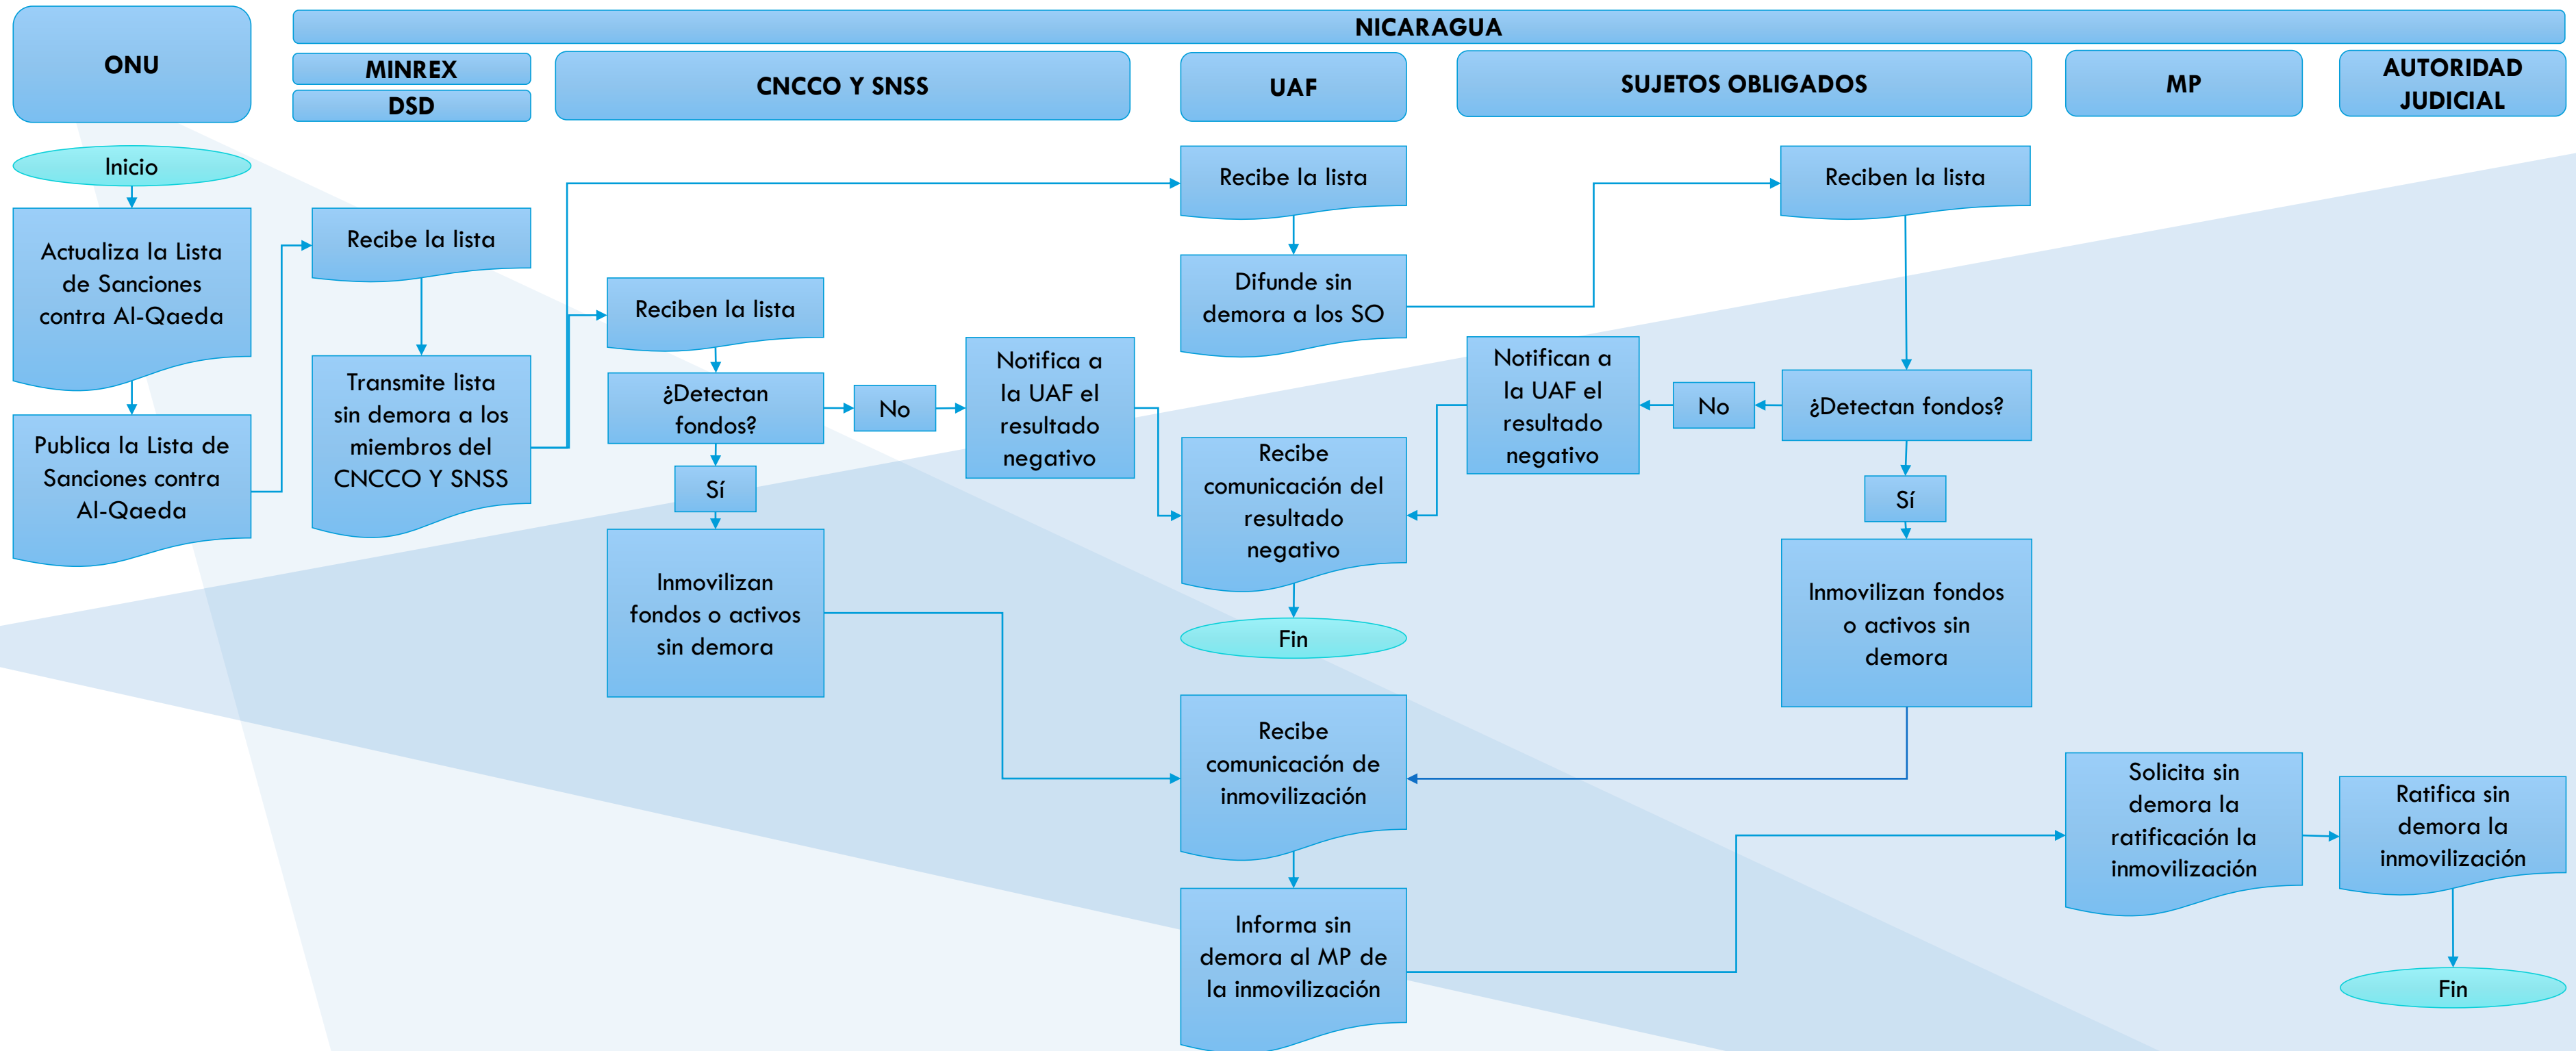 NICARAGUA
ONU
MINREX
DSD
CNCCO Y SNSS
UAF
SUJETOS OBLIGADOS
MP
AUTORIDAD
JUDICIAL
Inicio
Actualiza la Lista
de Sanciones
contra Al-Qaeda
Publica la Lista de
Sanciones contra
Al-Qaeda
Recibe la lista
Transmite lista
sin demora a los
miembros del
CNCCO Y SNSS
Reciben la lista
¿Detectan
fondos?
No
Notifica a
la UAF el
resultado
negativo
Sí
Inmovilizan
fondos o activos
sin demora
Recibe la lista
Difunde sin
demora a los SO
Recibe
comunicación del
resultado
negativo
Fin
Recibe
comunicación de
inmovilización
Informa sin
demora al MP de
la inmovilización
Reciben la lista
¿Detectan fondos?
No
Notifican a
la UAF el
resultado
negativo
Sí
Inmovilizan fondos
o activos sin
demora
Solicita sin
demora la
ratificación la
inmovilización
Ratifica sin
demora la
inmovilización
Fin